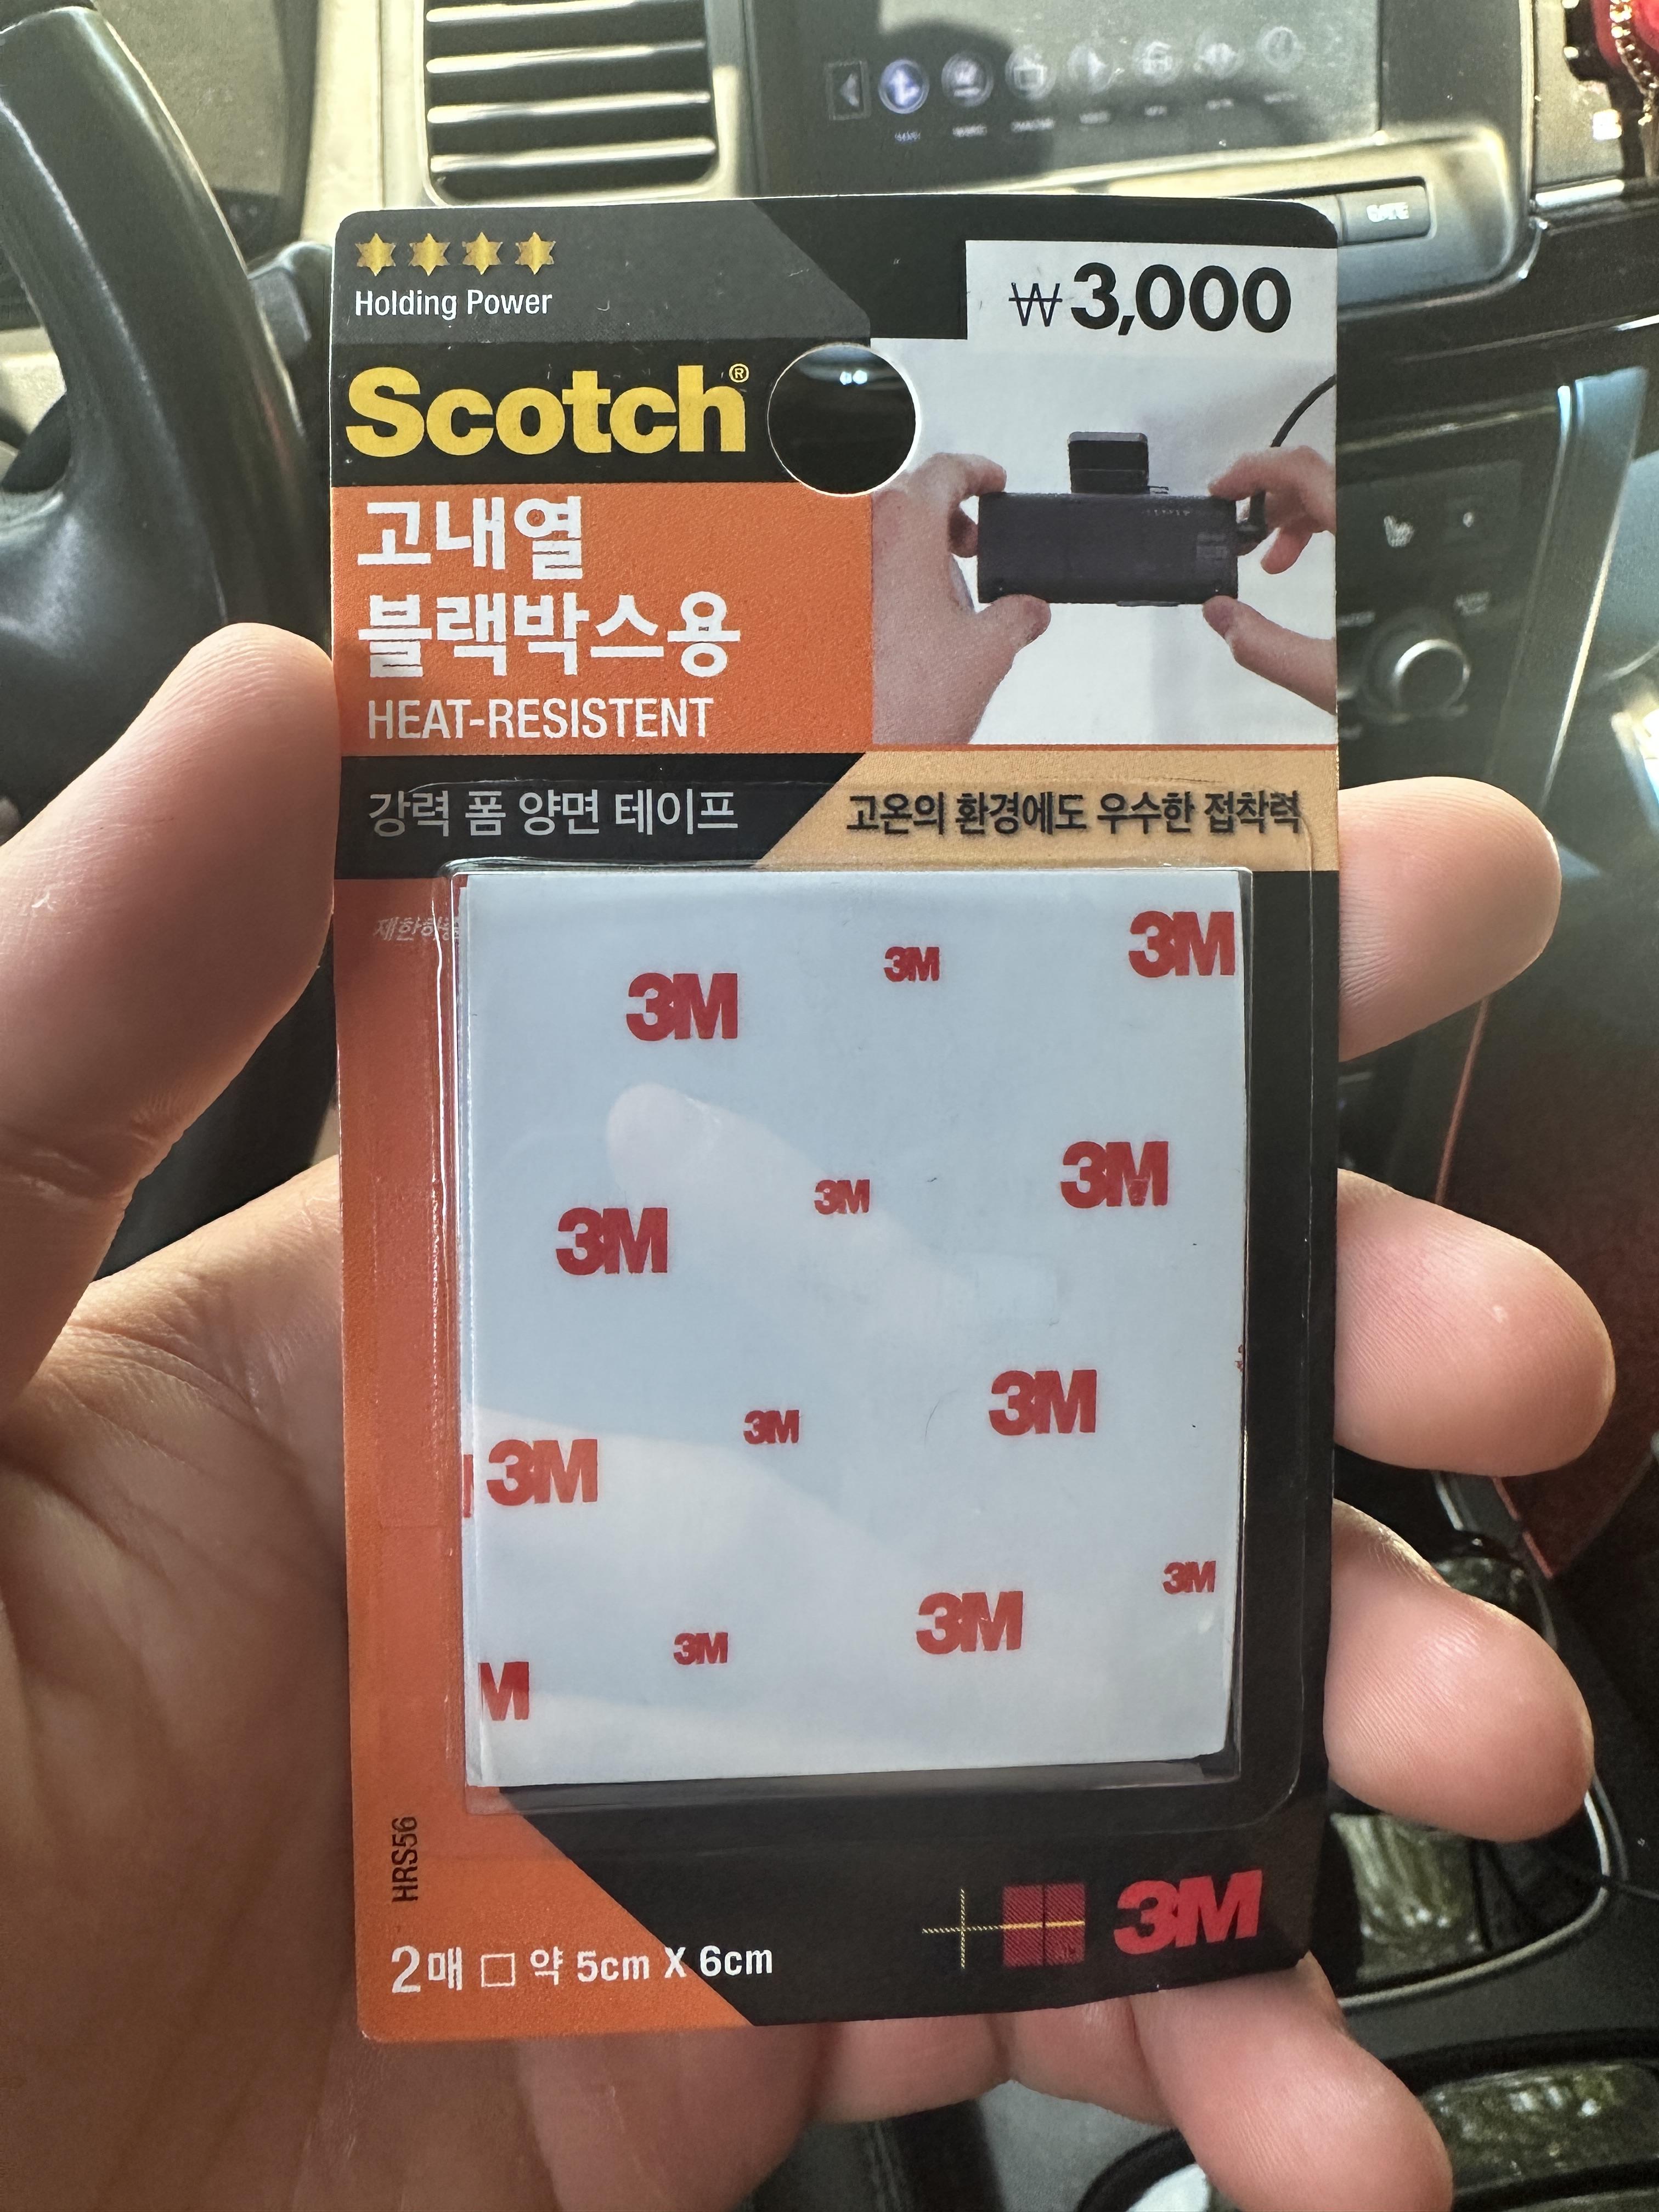 GATE
Holding Power
₩3,000
Scotch®
고내열
블랙박스용
HEAT-RESISTENT
강력 폼 양면 테이프
고온의 환경에도 우수한 접착력
3M
3M
3M
3M
3M
3M
3M
3M
3M
3M
3M
3M
M
HRS56
3M
2매 약 5cm X 6cm